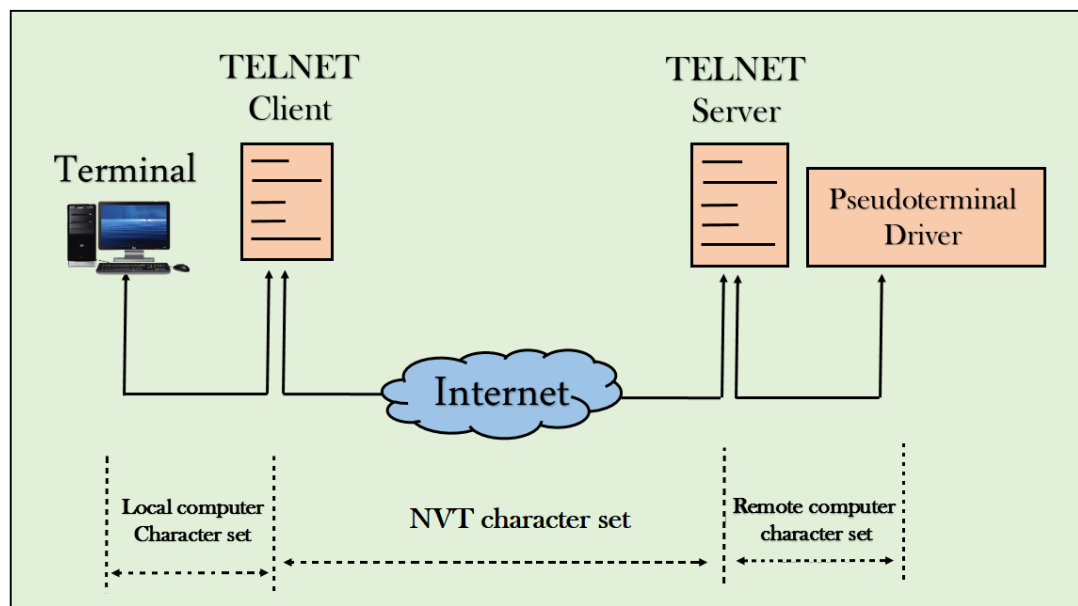 TELNET
Client
TELNET
Server
Terminal
Pseudoterminal
Driver
Internet
Local computer
Character set
NVT character set
Remote computer
character set